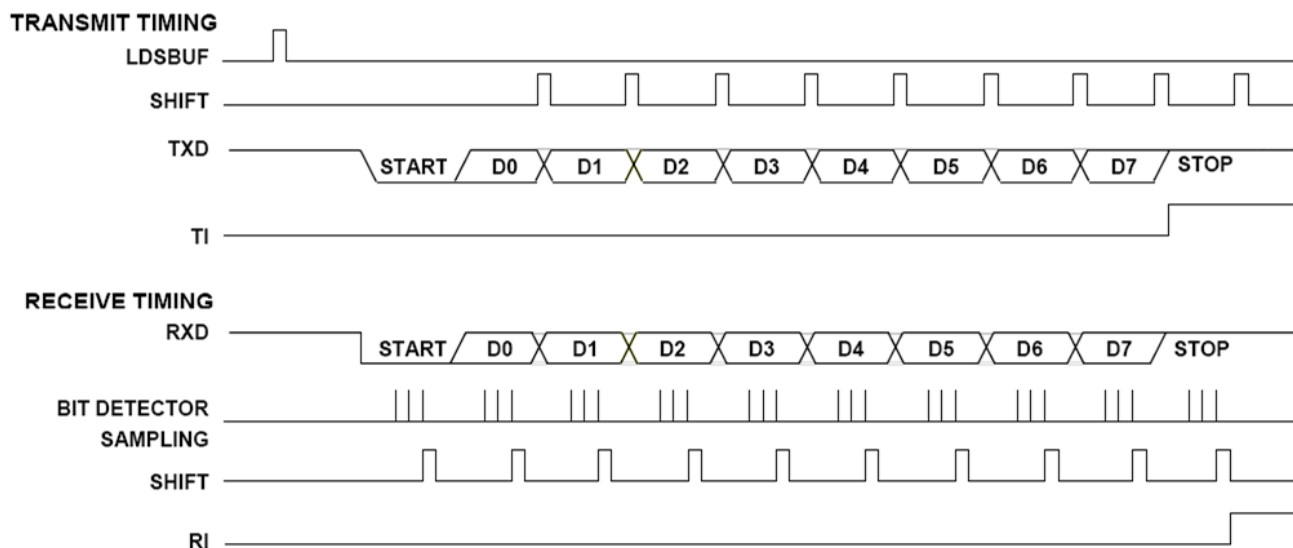 TRANSMIT TIMING
LDSBUF
SHIFT
TXD START D0 D1 D2 D3 D4 D5 D6 D7 STOP
TI
RECEIVE TIMING
RXD START D0 D1 D2 D3 D4 D5 D6 D7 STOP
BIT DETECTOR
SAMPLING
SHIFT
RI